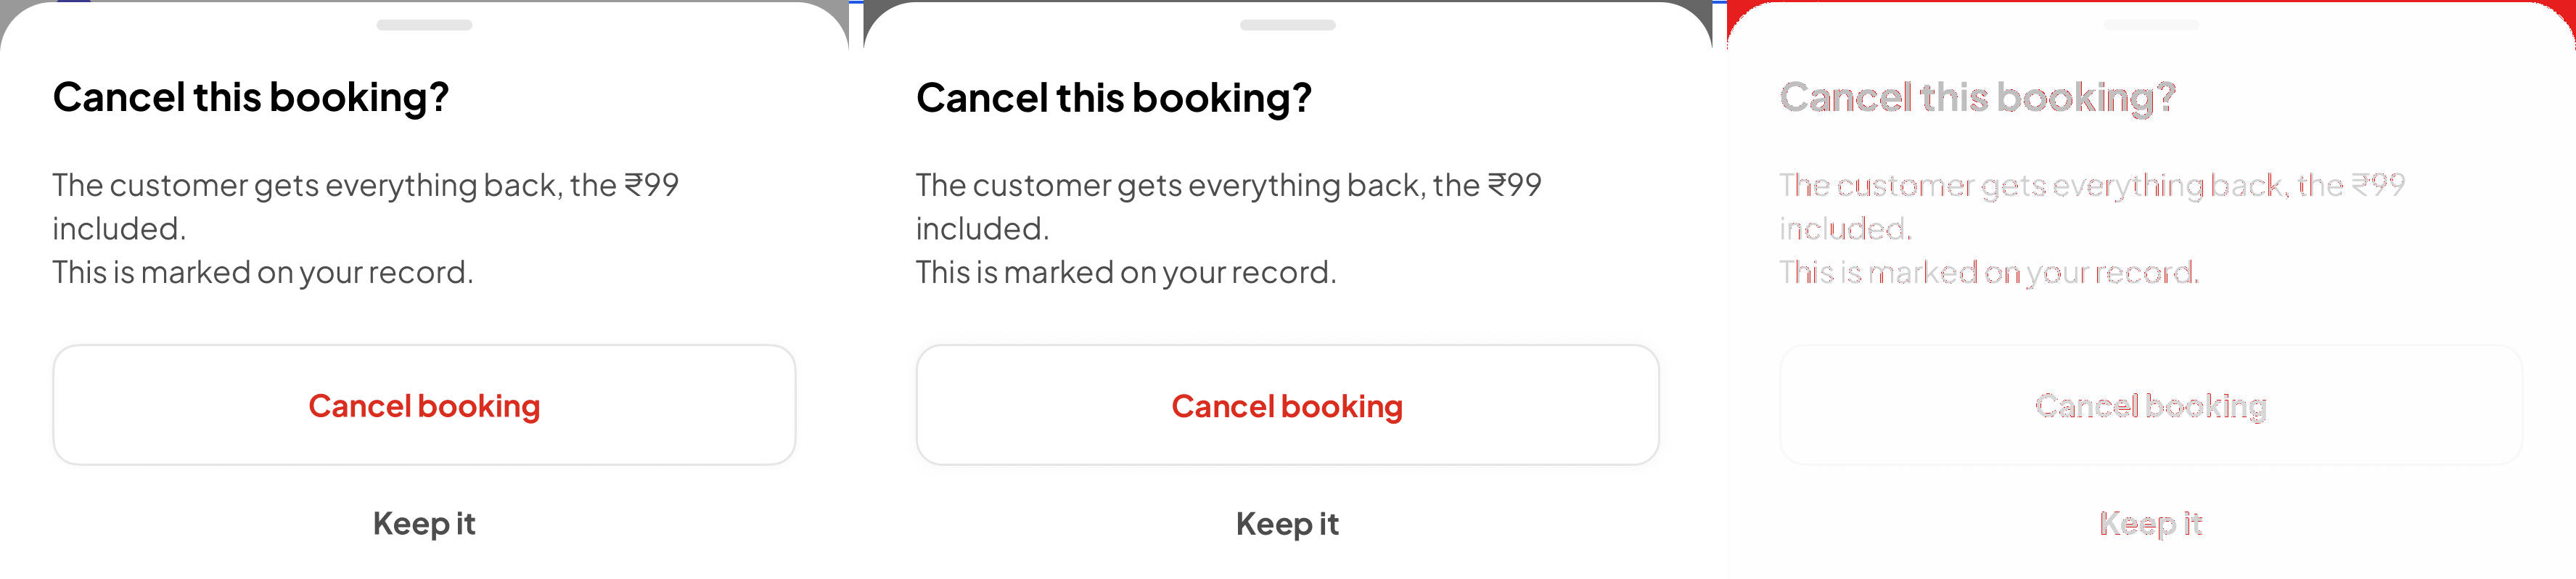 Cancel this booking?
The customer gets everything back, the ₹99
included.
This is marked on your record.
Cancel booking
Keep it
Cancel this booking?
The customer gets everything back, the ₹99
included.
This is marked on your record.
Cancel booking
Keep it
Cancel this booking?
The customer gets everything back, the ₹99
included.
This is marked on your record.
Cancel booking
Keep it